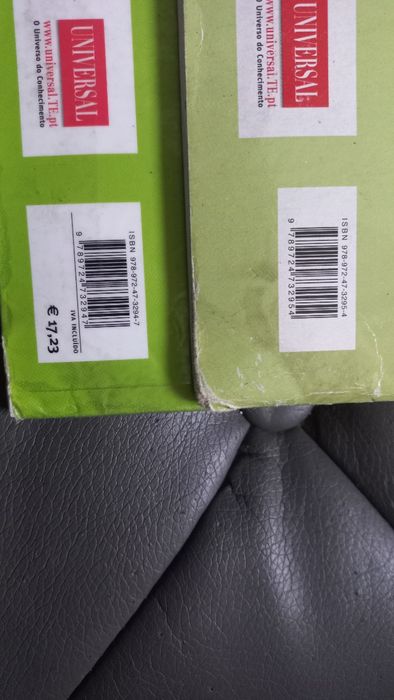 UNIVERSAL
www.universal.TE.pt
O Universo do Conhecimento
ISBN 978-972-47-3294-7
9 789724 732947
IVA INCLUÍDO
€ 17,23
UNIVERSAL
www.universal.TE.pt
O Universo do Conhecimento
ISBN 978-972-47-3295-4
9 789724 732954